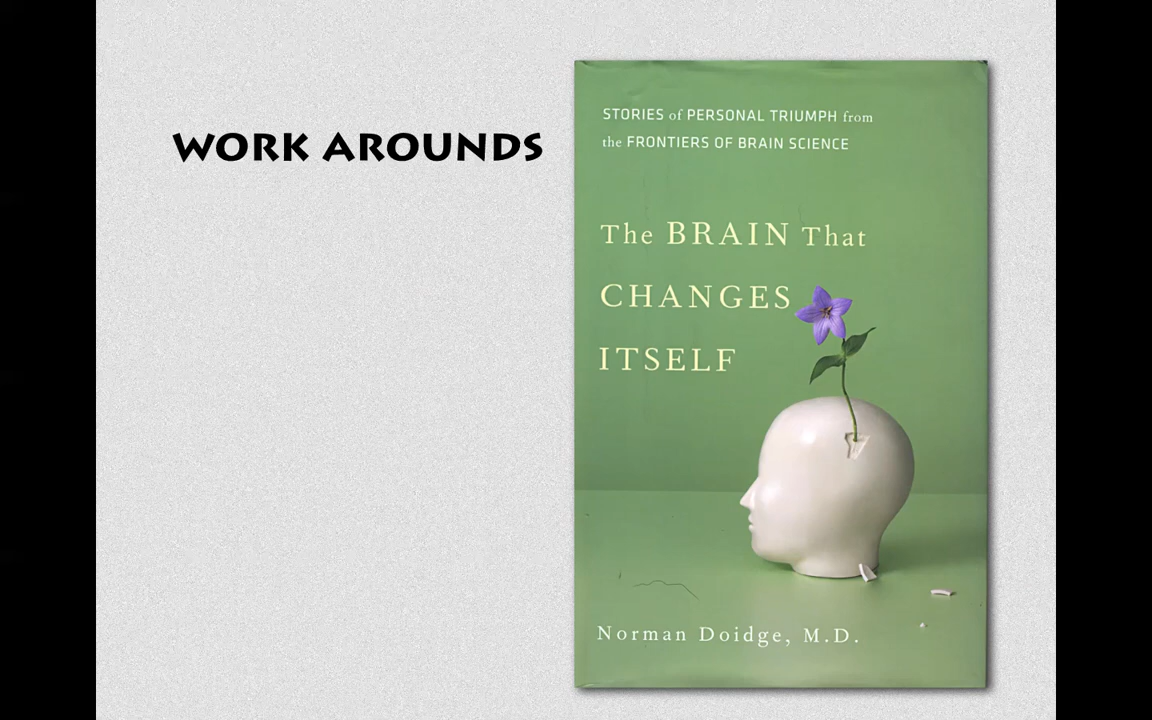 WORK AROUNDS
STORIES of PERSONAL TRIUMPH from
the FRONTIERS OF BRAIN SCIENCE
The BRAIN That
CHANGES
ITSELF
Norman Doidge, M.D.